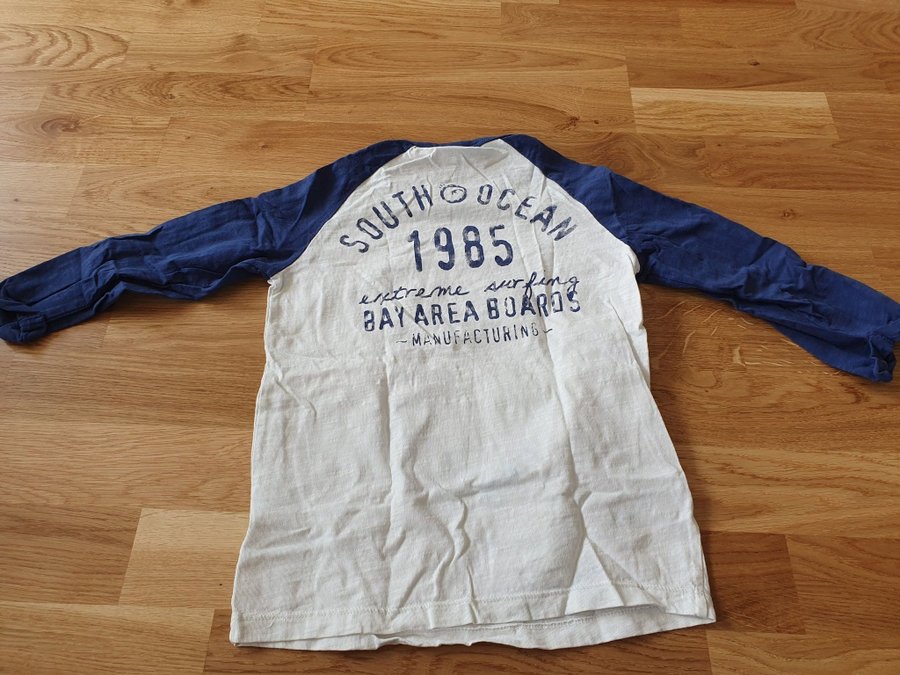 SOUTH OCEAN
1985
extreme surfing
BAY AREA BOARDS
~MANUFACTURING~